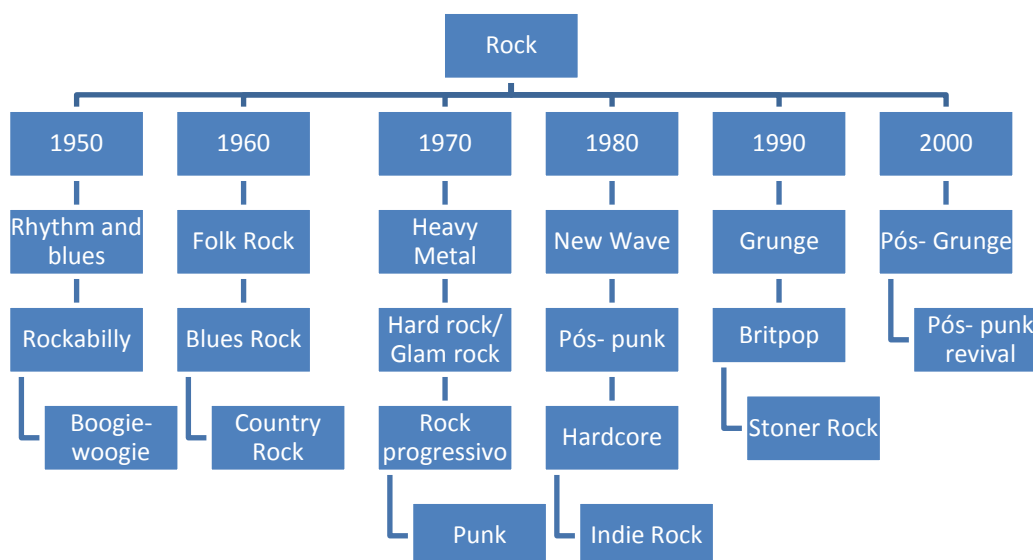 Rock
1950
1960
1970
1980
1990
2000
Rhythm and
blues
Folk Rock
Heavy
Metal
New Wave
Grunge
Pós- Grunge
Rockabilly
Blues Rock
Hard rock/
Glam rock
Pós- punk
Britpop
Pós- punk
revival
Boogie-
woogie
Country
Rock
Rock
progressivo
Hardcore
Stoner Rock
Punk
Indie Rock